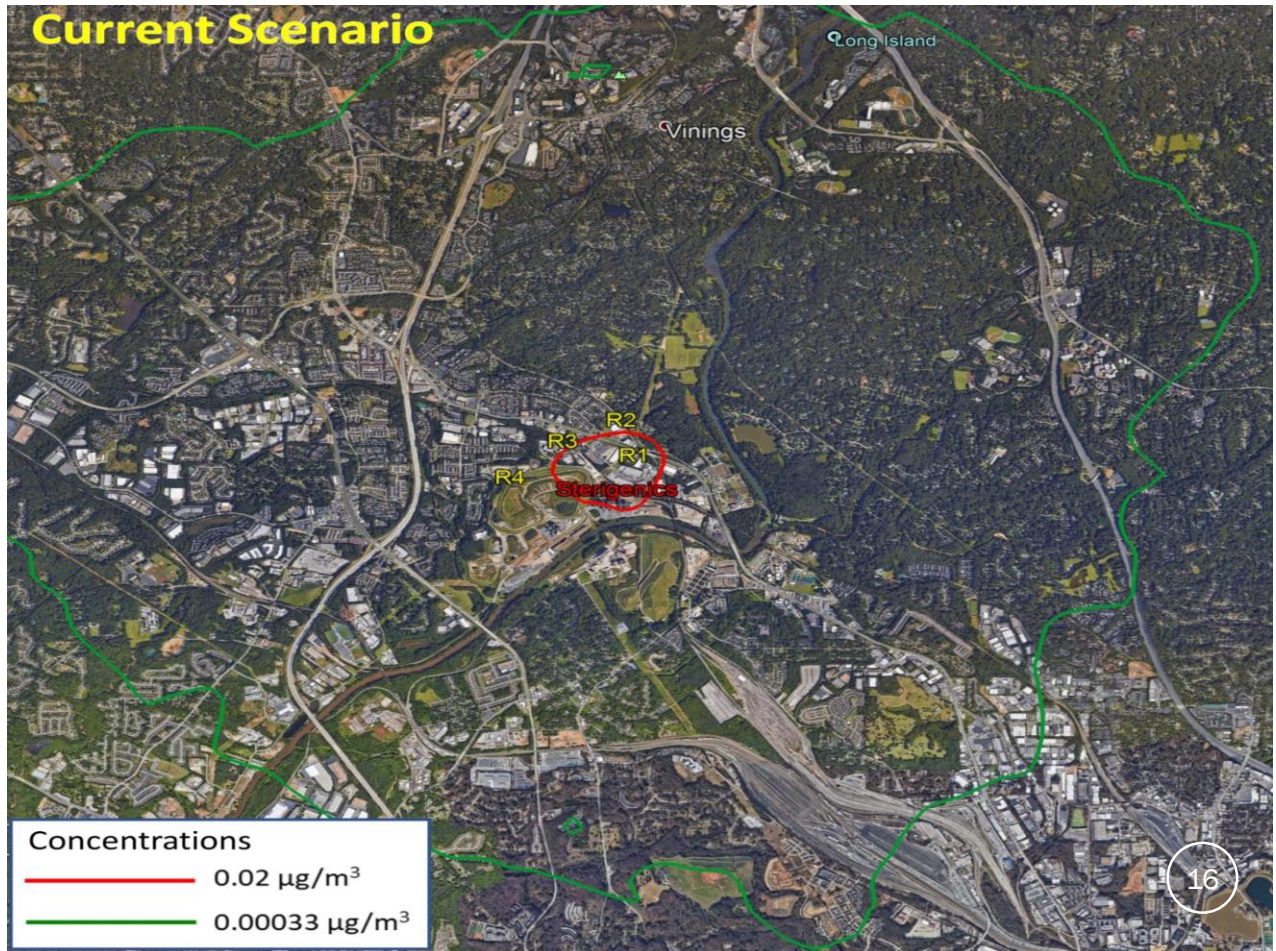 Current Scenario
Long Island
Vinings
R2
R3
R1
R4
Sterigenics
Concentrations
0.02 µg/m³
0.00033 µg/m³
16